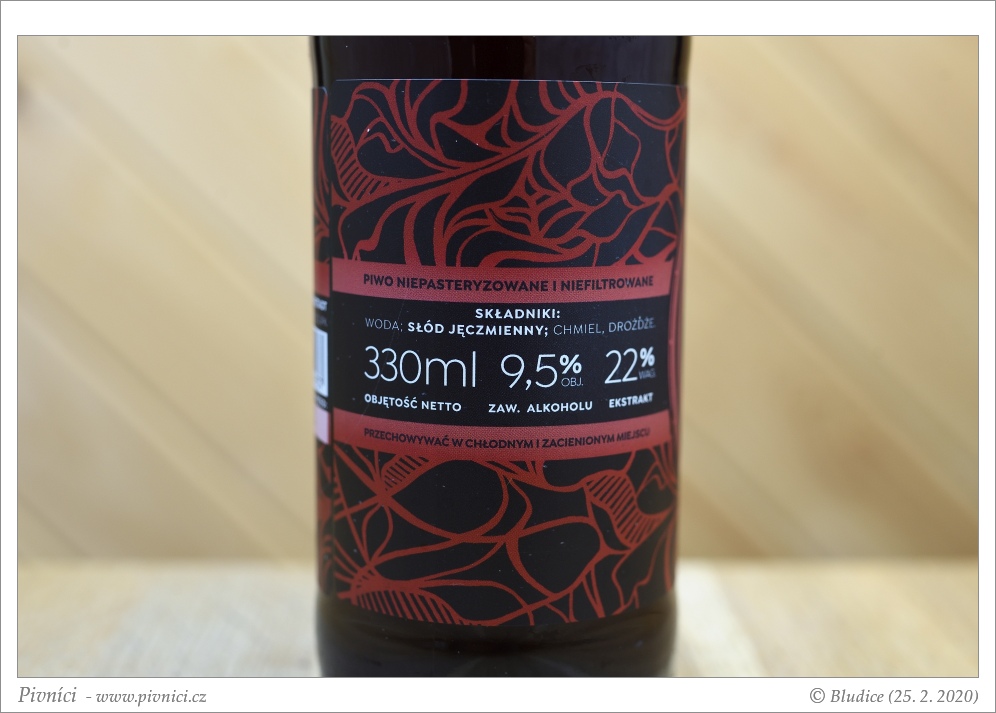 PIWO NIEPASTERYZOWANE I NIEFILTROWANE
SKŁADNIKI:
WODA; SŁÓD JĘCZMIENNY; CHMIEL, DROŻDŻE.
330ml 9,5% OBJ. 22% WAG.
OBJĘTOŚĆ NETTO ZAW. ALKOHOLU EKSTRAKT
PRZECHOWYWAĆ W CHŁODNYM I ZACIENIONYM MIEJSCU
Pivníci - www.pivnici.cz © Bludice (25. 2. 2020)